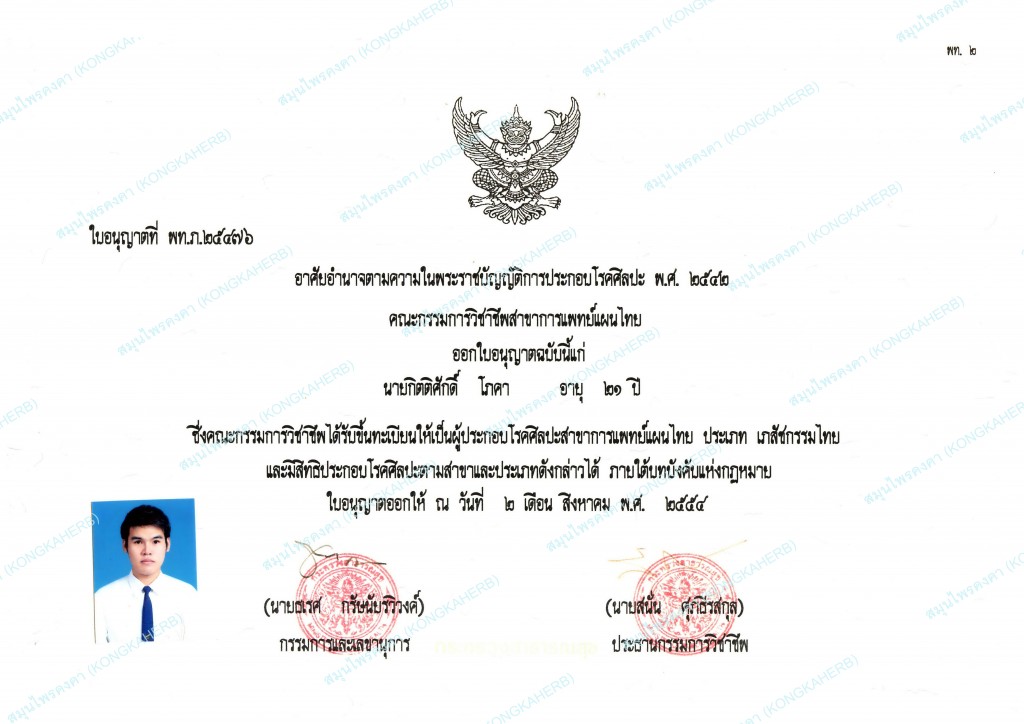 พท. ๒
ใบอนุญาตที่ พท.ภ.๒๕๔๗๖
อาศัยอำนาจตามความในพระราชบัญญัติการประกอบโรคศิลปะ พ.ศ. ๒๕๔๒
คณะกรรมการวิชาชีพสาขาการแพทย์แผนไทย
ออกใบอนุญาตฉบับนี้แก่
นายกิตติศักดิ์ โภคา อายุ ๒๑ ปี
ซึ่งคณะกรรมการวิชาชีพได้รับขึ้นทะเบียนให้เป็นผู้ประกอบโรคศิลปะสาขาการแพทย์แผนไทย ประเภท เภสัชกรรมไทย
และมีสิทธิประกอบโรคศิลปะตามสาขาและประเภทดังกล่าวได้ ภายใต้บทบังคับแห่งกฎหมาย
ใบอนุญาตออกให้ ณ วันที่ ๒ เดือน สิงหาคม พ.ศ. ๒๕๕๔
(นายธเรศ กรัษนัยรวิวงค์)
กรรมการและเลขานุการ
(นายสนั่น ศุภธีรสกุล)
ประธานกรรมการวิชาชีพ
สมุนไพรคงคา (KONGKAHERB)